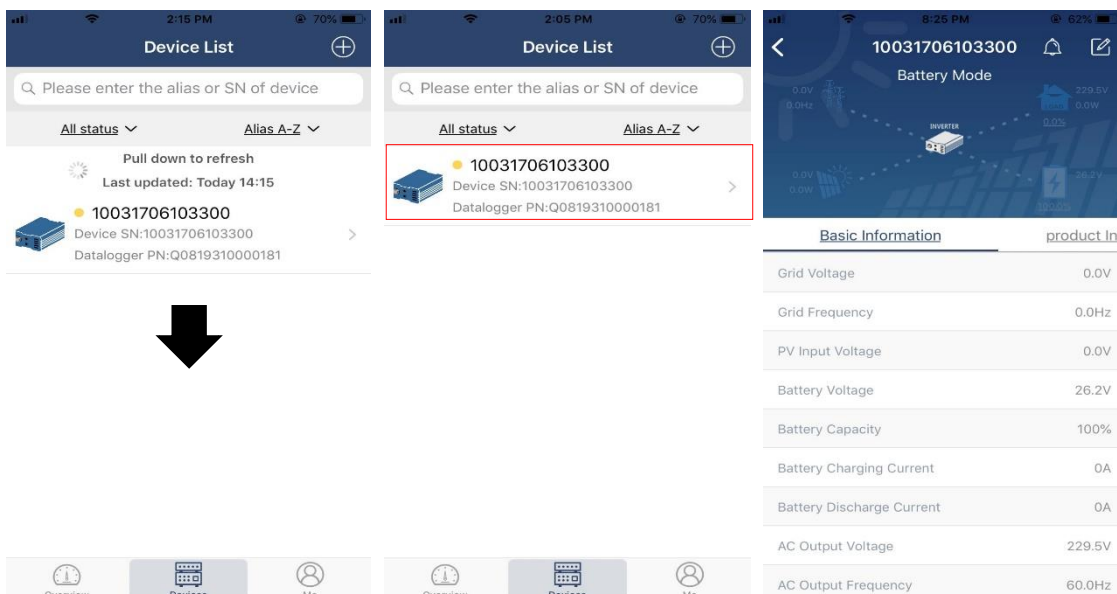 2:15 PM
70%
Device List
Please enter the alias or SN of device
All status
Alias A-Z
Pull down to refresh
Last updated: Today 14:15
10031706103300
Device SN:10031706103300
Datalogger PN:Q0819310000181
2:05 PM
70%
Device List
Please enter the alias or SN of device
All status
Alias A-Z
10031706103300
Device SN:10031706103300
Datalogger PN:Q0819310000181
8:25 PM
62%
10031706103300
Battery Mode
0.0V
0.0Hz
229.5V
0.0W
0.0%
INVERTER
0.0V
0.0W
26.2V
100.0%
Basic Information
product In
Grid Voltage 0.0V
Grid Frequency 0.0Hz
PV Input Voltage 0.0V
Battery Voltage 26.2V
Battery Capacity 100%
Battery Charging Current 0A
Battery Discharge Current 0A
AC Output Voltage 229.5V
AC Output Frequency 60.0Hz